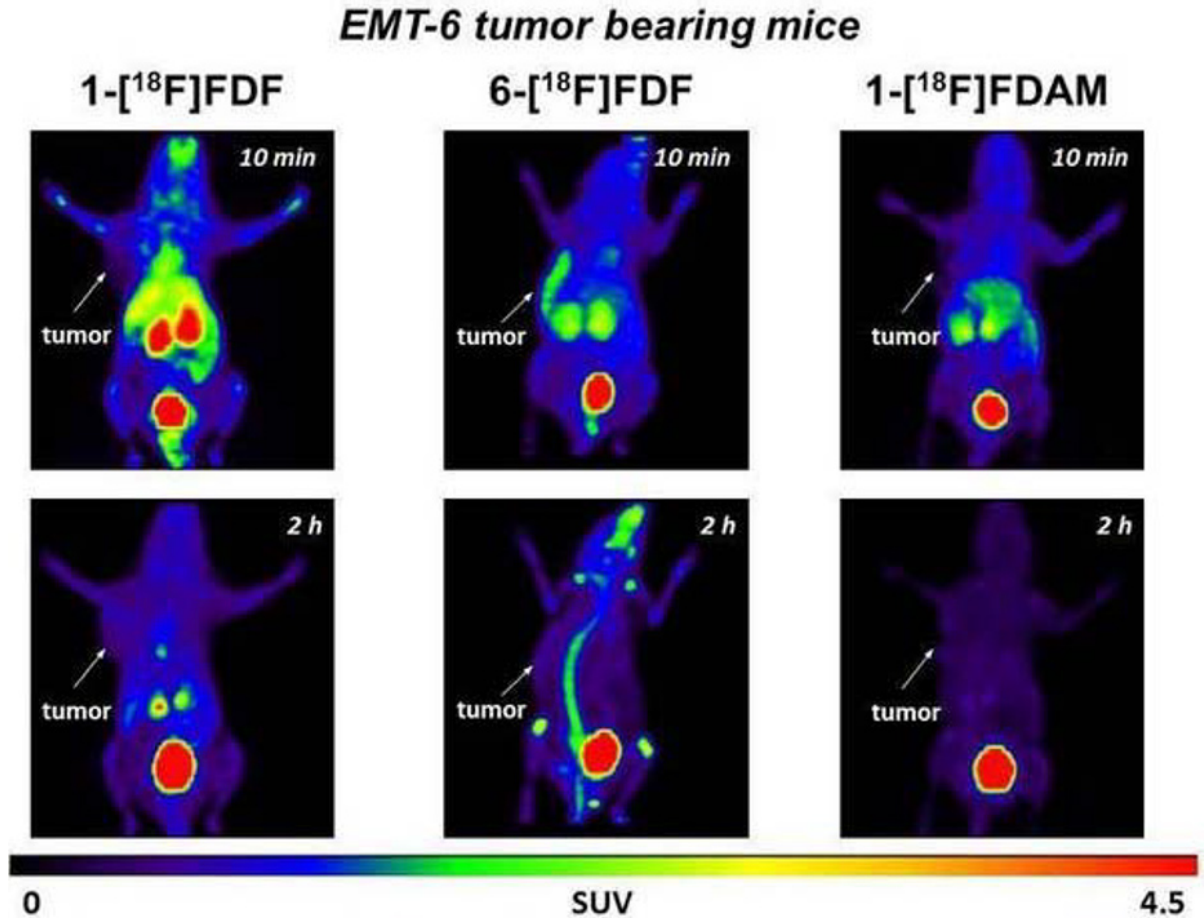 EMT-6 tumor bearing mice
1-[¹⁸F]FDF
6-[¹⁸F]FDF
1-[¹⁸F]FDAM
10 min
tumor
10 min
tumor
10 min
tumor
2 h
tumor
2 h
tumor
2 h
tumor
0
SUV
4.5